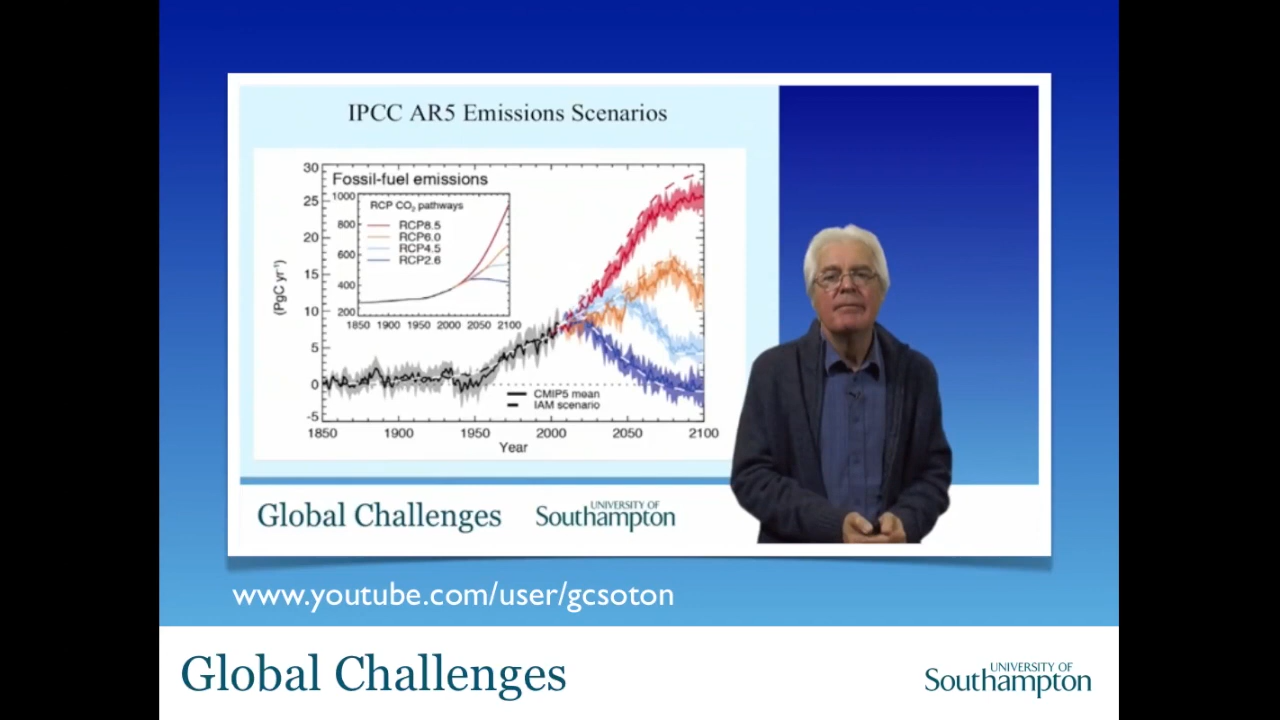 IPCC AR5 Emissions Scenarios
Fossil-fuel emissions
30
25
20
15
10
5
0
-5
(PgC yr⁻¹)
1000
800
600
400
200
RCP CO₂ pathways
RCP8.5
RCP6.0
RCP4.5
RCP2.6
1850 1900 1950 2000 2050 2100
CMIP5 mean
IAM scenario
1850 1900 1950 2000 2050 2100
Year
Global Challenges
UNIVERSITY OF
Southampton
www.youtube.com/user/gcsoton
Global Challenges
UNIVERSITY OF
Southampton